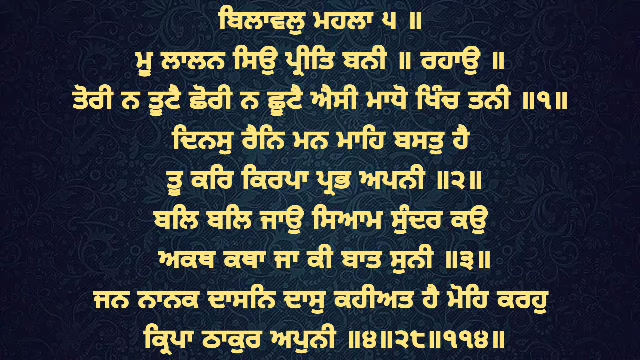 ਬਿਲਾਵਲੁ ਮਹਲਾ ੫ ॥
ਮੂ ਲਾਲਨ ਸਿਉ ਪ੍ਰੀਤਿ ਬਨੀ ॥ ਰਹਾਉ ॥
ਤੋਰੀ ਨ ਤੂਟੈ ਛੋਰੀ ਨ ਛੂਟੈ ਐਸੀ ਮਾਧੋ ਖਿੰਚ ਤਨੀ ॥੧॥
ਦਿਨਸੁ ਰੈਨਿ ਮਨ ਮਾਹਿ ਬਸਤੁ ਹੈ
ਤੂ ਕਰਿ ਕਿਰਪਾ ਪ੍ਰਭ ਅਪਨੀ ॥੨॥
ਬਲਿ ਬਲਿ ਜਾਉ ਸਿਆਮ ਸੁੰਦਰ ਕਉ
ਅਕਥ ਕਥਾ ਜਾ ਕੀ ਬਾਤ ਸੁਨੀ ॥੩॥
ਜਨ ਨਾਨਕ ਦਾਸਨਿ ਦਾਸੁ ਕਹੀਅਤ ਹੈ ਮੋਹਿ ਕਰਹੁ
ਕ੍ਰਿਪਾ ਠਾਕੁਰ ਅਪੁਨੀ ॥੪॥੨੮॥੧੧੪॥